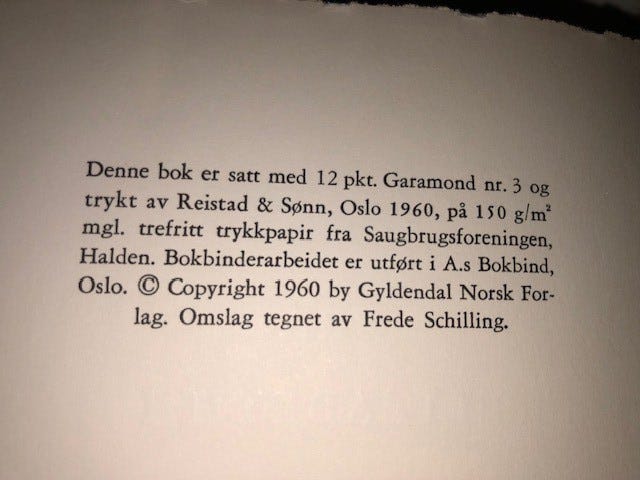 Denne bok er satt med 12 pkt. Garamond nr. 3 og
trykt av Reistad & Sønn, Oslo 1960, på 150 g/m²
mgl. trefritt trykkpapir fra Saugbrugsforeningen,
Halden. Bokbinderarbeidet er utført i A.s Bokbind,
Oslo. © Copyright 1960 by Gyldendal Norsk For-
lag. Omslag tegnet av Frede Schilling.